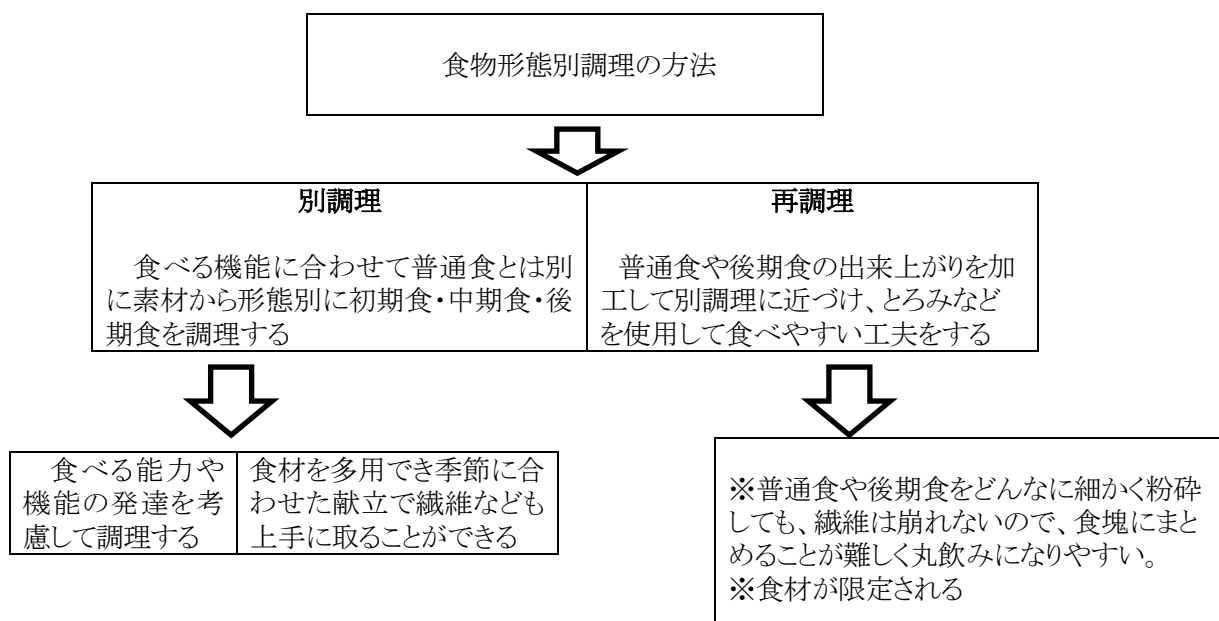 食物形態別調理の方法
別調理
食べる機能に合わせて普通食とは別
に素材から形態別に初期食・中期食・後
期食を調理する
再調理
普通食や後期食の出来上がりを加
工して別調理に近づけ、とろみなど
を使用して食べやすい工夫をする
食べる能力や
機能の発達を考
慮して調理する
食材を多用でき季節に合
わせた献立で繊維なども
上手に取ることができる
※普通食や後期食をどんなに細かく粉砕
しても、繊維は崩れないので、食塊にまと
めることが難しく丸飲みになりやすい。
※食材が限定される